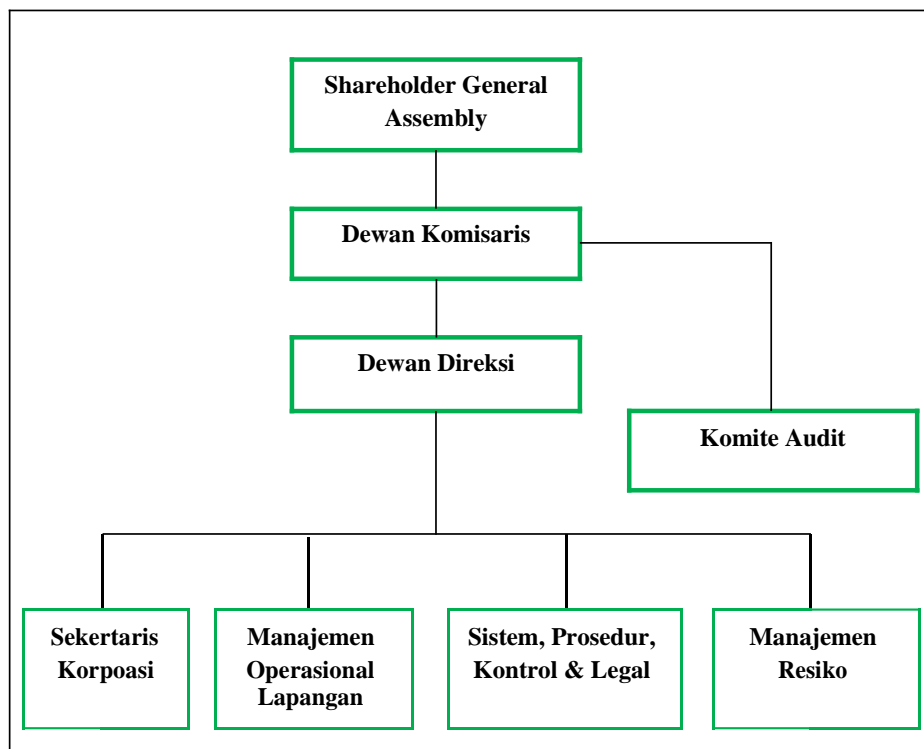 Shareholder General
Assembly
Dewan Komisaris
Dewan Direksi
Komite Audit
Sekertaris
Korpoasi
Manajemen
Operasional
Lapangan
Sistem, Prosedur,
Kontrol & Legal
Manajemen
Resiko